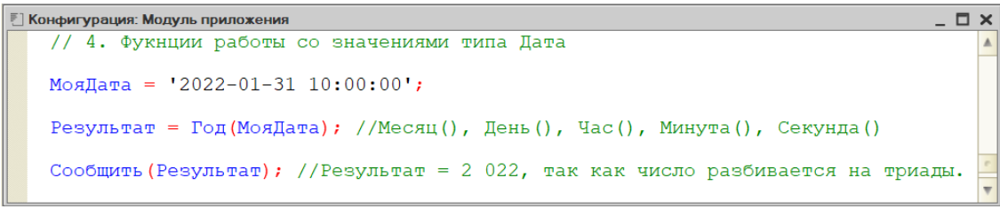 Конфигурация: Модуль приложения
// 4. Фукнции работы со значениями типа Дата
МояДата = '2022-01-31 10:00:00';
Результат = Год(МояДата); //Месяц(), День(), Час(), Минута(), Секунда()
Сообщить(Результат); //Результат = 2 022, так как число разбивается на триады.